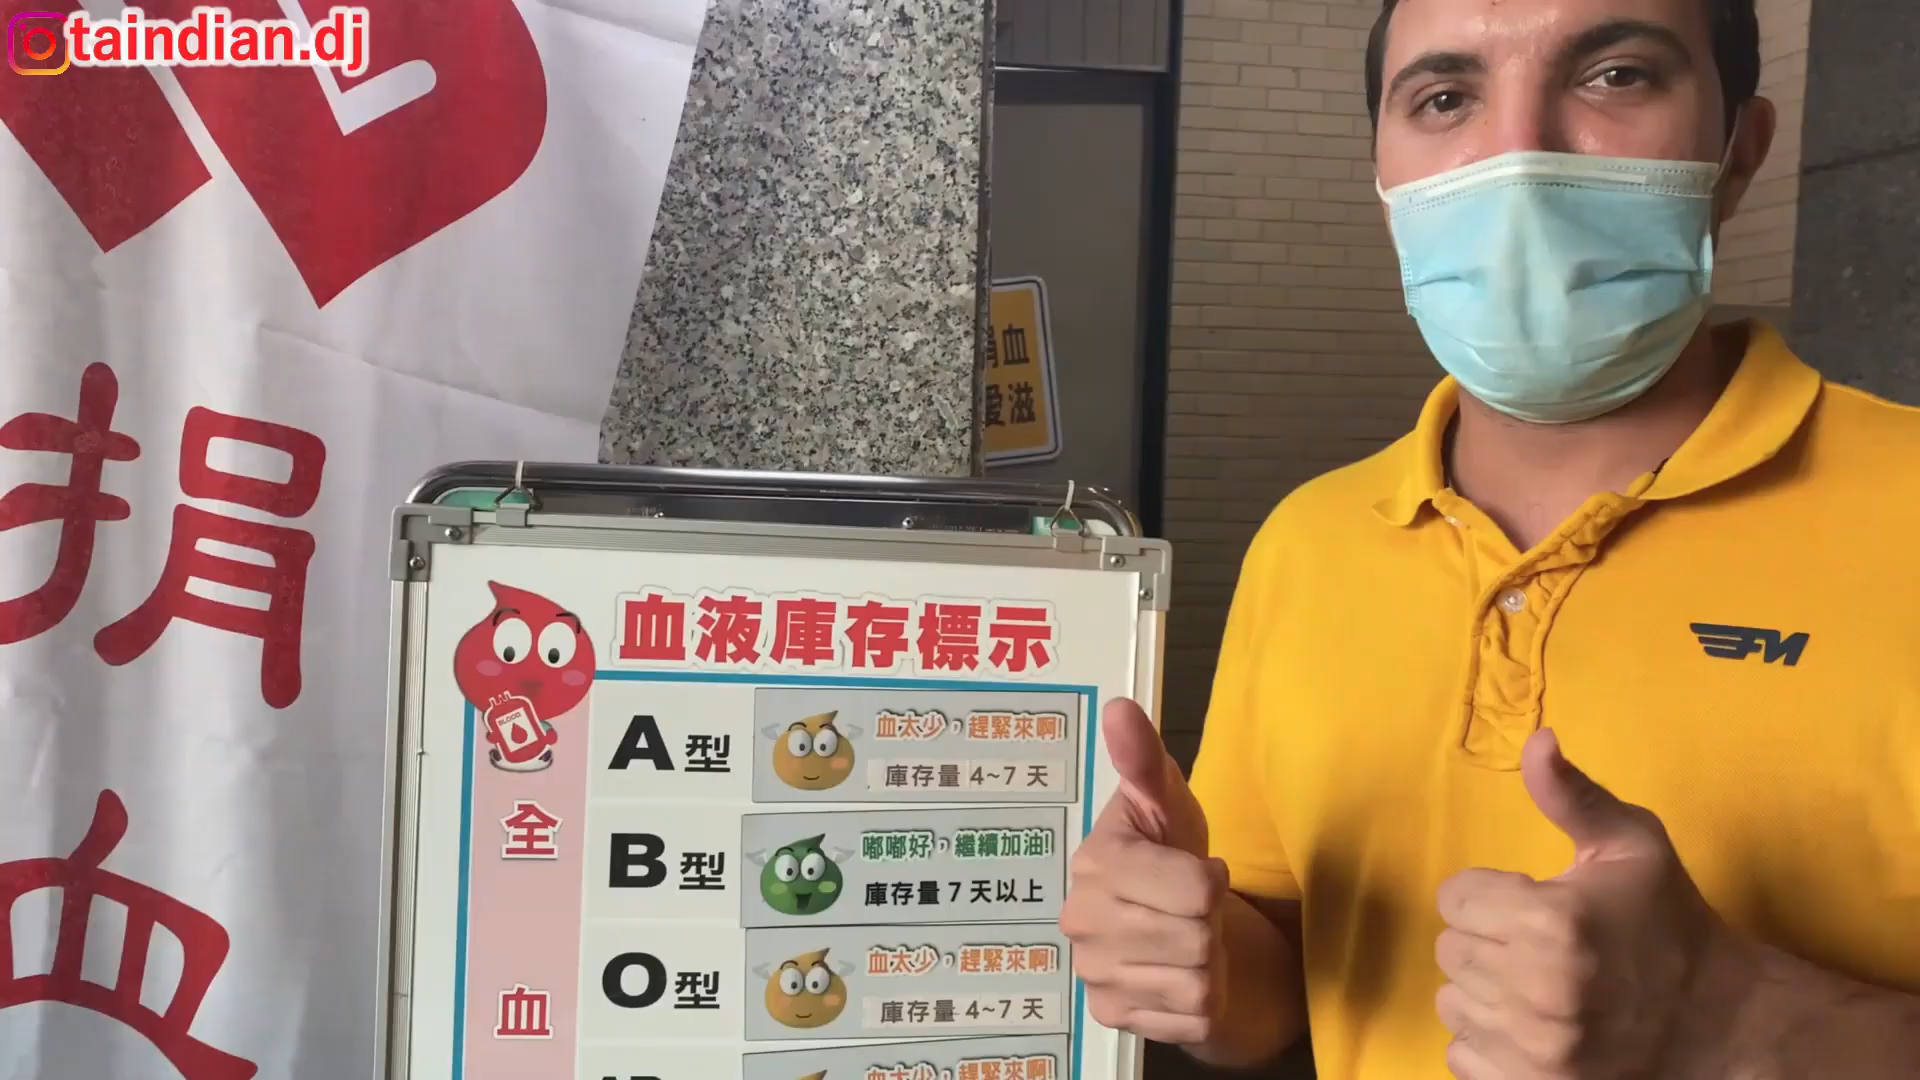 taindian.dj
捐
血
捐血
愛滋
血液庫存標示
BLOOD
全
血
A 型
血太少，趕緊來啊!
庫存量 4~7 天
B 型
嘟嘟好，繼續加油!
庫存量 7 天以上
O 型
血太少，趕緊來啊!
庫存量 4~7 天
血太少，趕緊來啊!